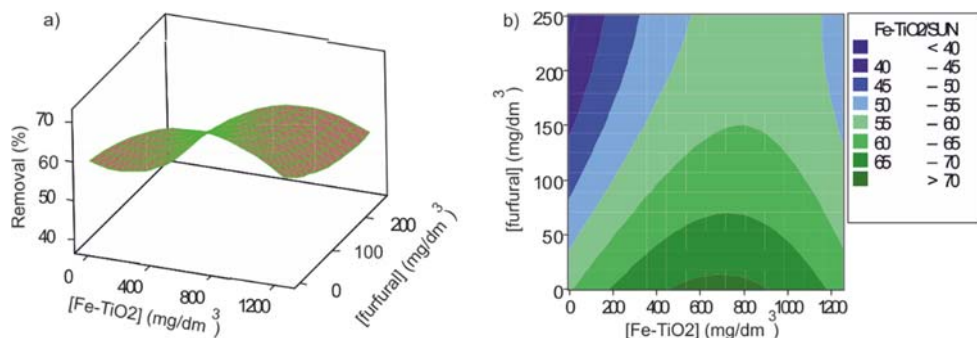 a)
Removal (%)
70
60
50
40
0
400
800
1200
[Fe-TiO2] (mg/dm³)
0
100
200
[furfural] (mg/dm³)
b)
[furfural] (mg/dm³)
250
200
150
100
50
0
0 200 400 600 800 1000 1200
[Fe-TiO2] (mg/dm³)
Fe-TiO2/SUN
< 40
40 – 45
45 – 50
50 – 55
55 – 60
60 – 65
65 – 70
> 70